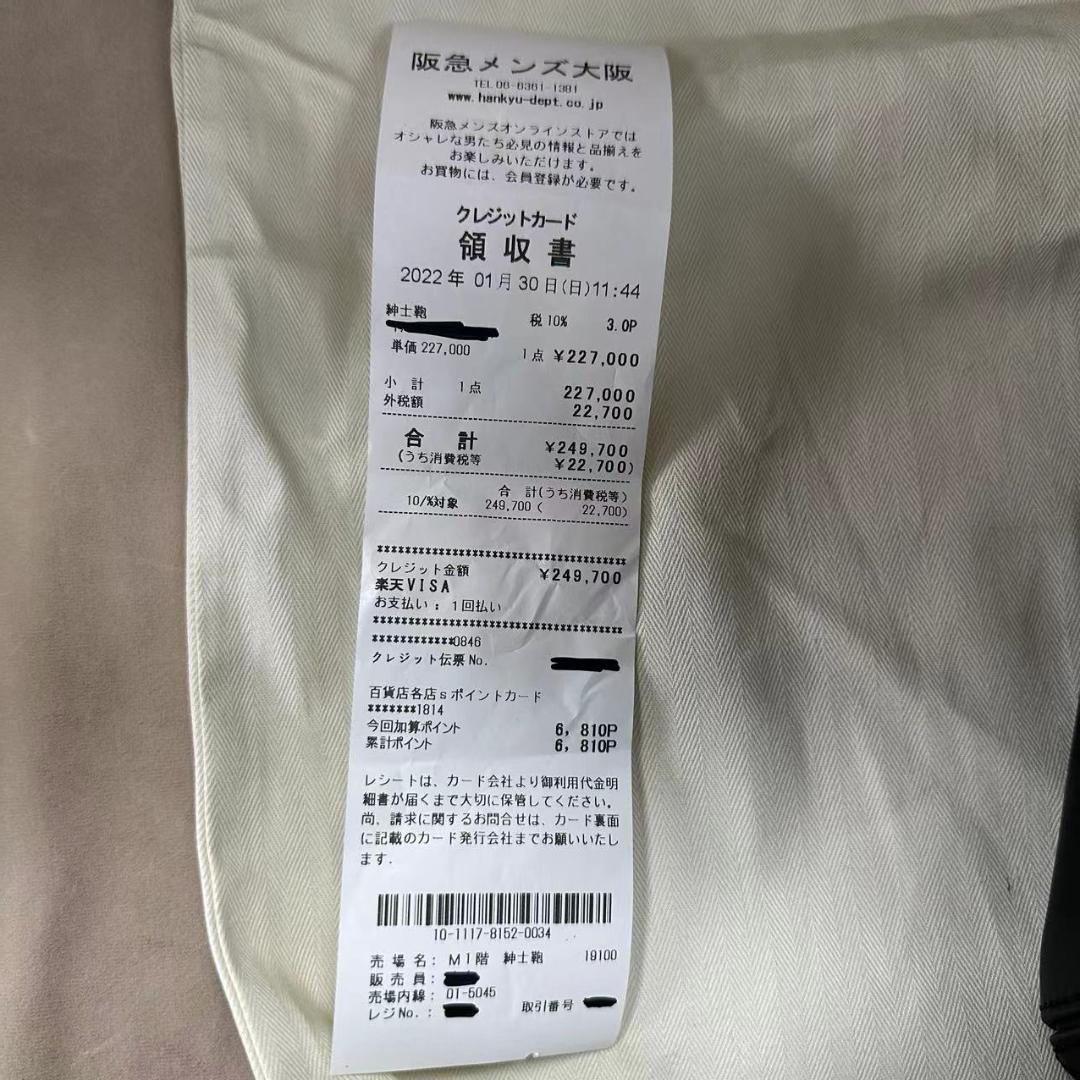 阪急メンズ大阪
TEL 06-6361-1381
www.hankyu-dept.co.jp
阪急メンズオンラインストアでは
オシャレな男たち必見の情報と品揃えを
お楽しみいただけます。
お買物には、会員登録が必要です。
クレジットカード
領収書
2022年 01月30日(日)11:44
紳士鞄 税10% 3.0P
単価 227,000 1点 ¥227,000
小計 1点 227,000
外税額 22,700
合計 ¥249,700
(うち消費税等 ¥22,700)
合 計(うち消費税等)
10/%対象 249,700( 22,700)
****************************************
クレジット金額 ¥249,700
楽天VISA
お支払い : 1回払い
****************************************
************0846
クレジット伝票No.
百貨店各店sポイントカード
*******1814
今回加算ポイント 6,810P
累計ポイント 6,810P
レシートは、カード会社より御利用代金明
細書が届くまで大切に保管してください。
尚、請求に関するお問合せは、カード裏面
に記載のカード発行会社までお願いいたし
ます.
10-1117-8152-0034
売場名: M1階 紳士鞄 19100
販売員:
売場内線: 01-5045
レジNo.: 取引番号